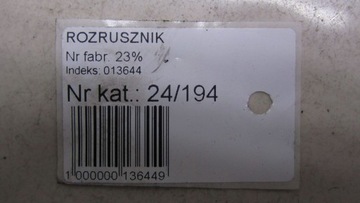 ROZRUSZNIK
Nr fabr. 23%
Indeks: 013644
Nr kat.: 24/194
1 000000 136449